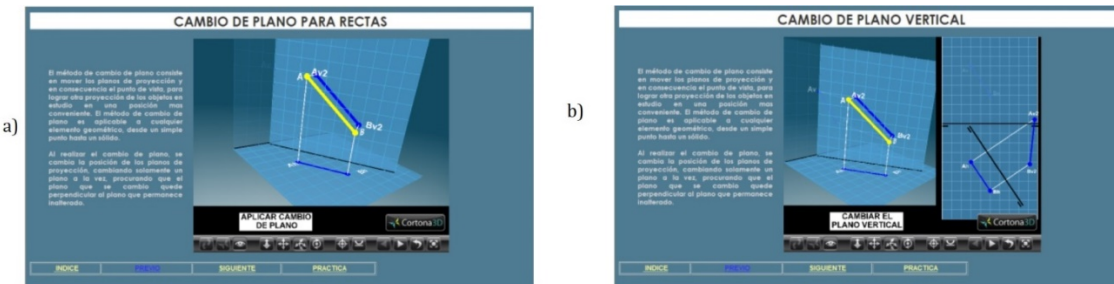 a)
CAMBIO DE PLANO PARA RECTAS
El método de cambio de plano consiste
en mover los planos de proyección y
en consecuencia el punto de vista, para
lograr otra proyección de los objetos en
estudio en una posición mas
conveniente. El método de cambio de
plano es aplicable a cualquier
elemento geométrico, desde un simple
punto hasta un sólido.
Al realizar el cambio de plano, se
cambia la posición de los planos de
proyección, cambiando solamente un
plano a la vez, procurando que el
plano que se cambio quede
perpendicular al plano que permanece
inalterado.
A
Av2
Bv2
B
APLICAR CAMBIO
DE PLANO
Cortona3D
INDICE
PREVIO
SIGUIENTE
PRACTICA
b)
CAMBIO DE PLANO VERTICAL
El método de cambio de plano consiste
en mover los planos de proyección y
en consecuencia el punto de vista, para
lograr otra proyección de los objetos en
estudio en una posición mas
conveniente. El método de cambio de
plano es aplicable a cualquier
elemento geométrico, desde un simple
punto hasta un sólido.
Al realizar el cambio de plano, se
cambia la posición de los planos de
proyección, cambiando solamente un
plano a la vez, procurando que el
plano que se cambio quede
perpendicular al plano que permanece
inalterado.
Av
A
Av2
Bv2
B
CAMBIAR EL
PLANO VERTICAL
Cortona3D
INDICE
PREVIO
SIGUIENTE
PRACTICA